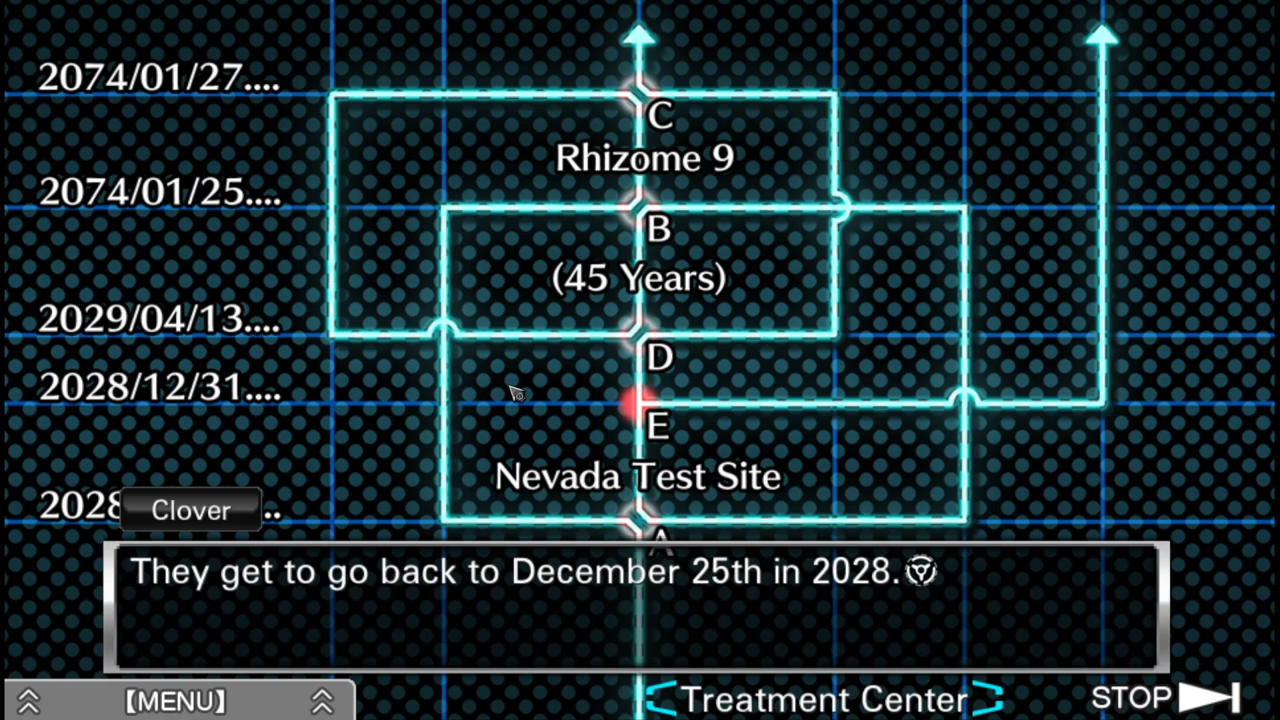 2074/01/27....
C
Rhizome 9
2074/01/25....
B
(45 Years)
2029/04/13....
D
2028/12/31....
E
Nevada Test Site
2028
..
A
Clover
They get to go back to December 25th in 2028.
【MENU】
Treatment Center
STOP